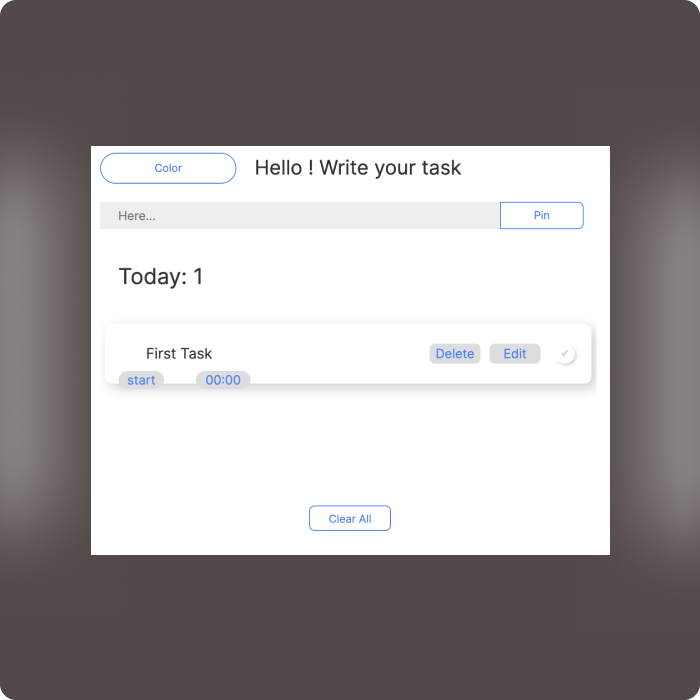 Color
Hello ! Write your task
Here...
Pin
Today: 1
First Task
Delete
Edit
✓
start
00:00
Clear All